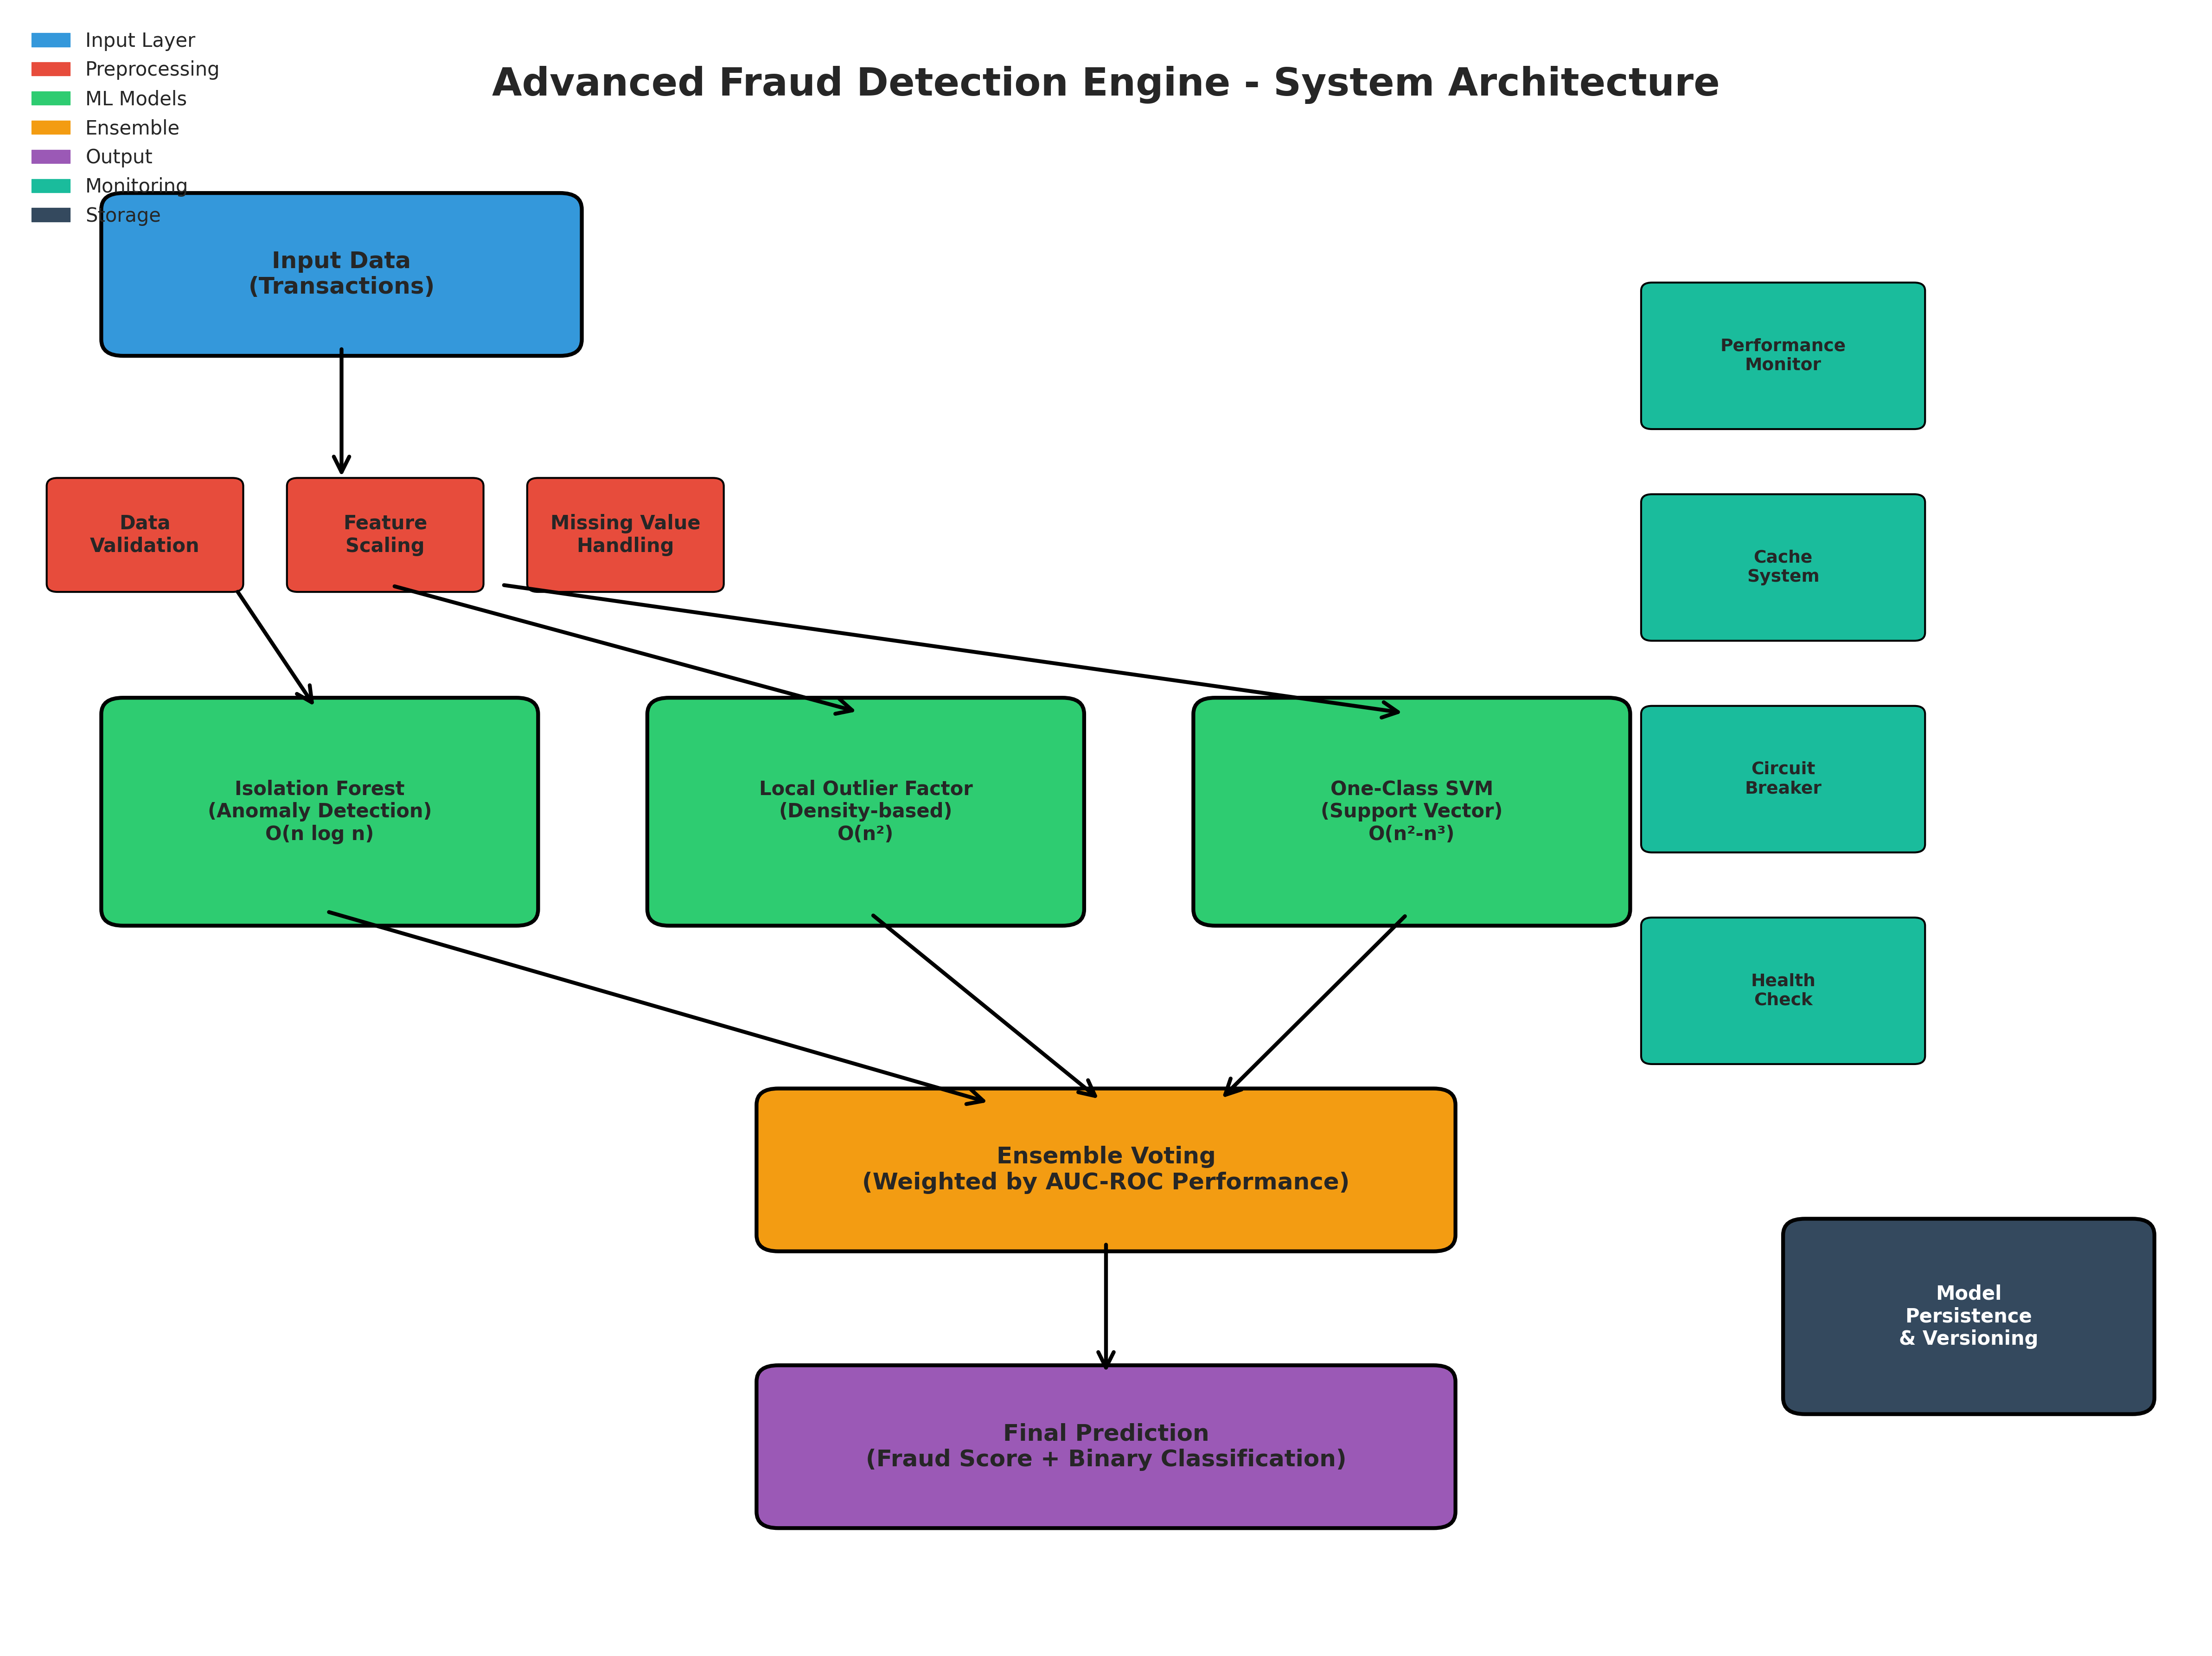 Input Layer
Preprocessing
ML Models
Ensemble
Output
Monitoring
Storage
Advanced Fraud Detection Engine - System Architecture
Input Data
(Transactions)
Performance
Monitor
Data
Validation
Feature
Scaling
Missing Value
Handling
Cache
System
Isolation Forest
(Anomaly Detection)
O(n log n)
Local Outlier Factor
(Density-based)
O(n²)
One-Class SVM
(Support Vector)
O(n²-n³)
Circuit
Breaker
Health
Check
Ensemble Voting
(Weighted by AUC-ROC Performance)
Model
Persistence
& Versioning
Final Prediction
(Fraud Score + Binary Classification)